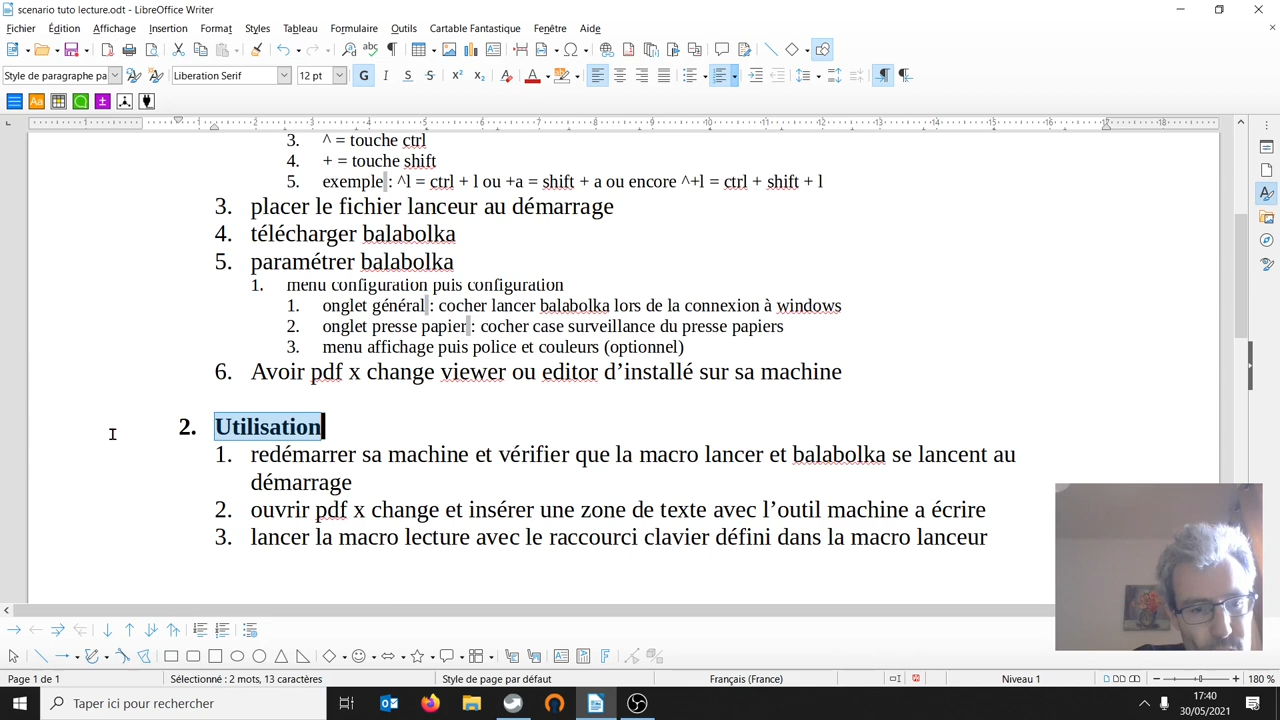 scenario tuto lecture.odt - LibreOffice Writer
Fichier Édition Affichage Insertion Format Styles Tableau Formulaire Outils Cartable Fantastique Fenêtre Aide
Style de paragraphe pa Liberation Serif 12 pt G I S S
3. ^ = touche ctrl
4. + = touche shift
5. exemple : ^l = ctrl + l ou +a = shift + a ou encore ^+l = ctrl + shift + l
3. placer le fichier lanceur au démarrage
4. télécharger balabolka
5. paramétrer balabolka
1. menu configuration puis configuration
1. onglet général : cocher lancer balabolka lors de la connexion à windows
2. onglet presse papier : cocher case surveillance du presse papiers
3. menu affichage puis police et couleurs (optionnel)
6. Avoir pdf x change viewer ou editor d’installé sur sa machine
2. Utilisation
1. redémarrer sa machine et vérifier que la macro lancer et balabolka se lancent au
démarrage
2. ouvrir pdf x change et insérer une zone de texte avec l’outil machine a écrire
3. lancer la macro lecture avec le raccourci clavier défini dans la macro lanceur
Page 1 de 1 Sélectionné : 2 mots, 13 caractères Style de page par défaut Français (France) Niveau 1 180 %
Taper ici pour rechercher 17:40
30/05/2021